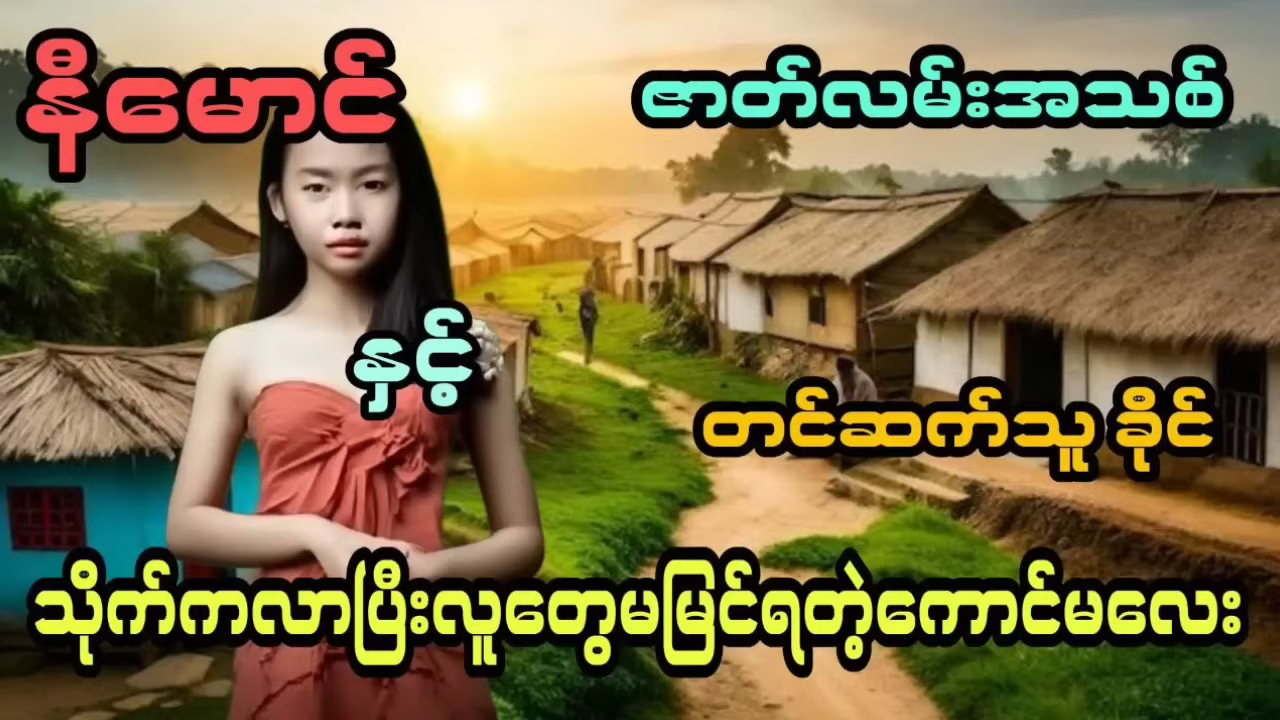 နီမောင်
ဇာတ်လမ်းအသစ်
နှင့်
တင်ဆက်သူ ခိုင်
သိုက်ကလာပြီးလူတွေမမြင်ရတဲ့ကောင်မလေး